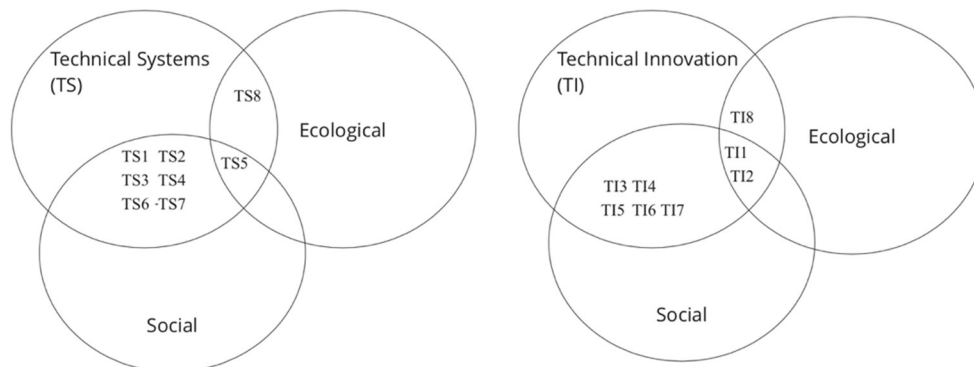 Technical Systems
(TS)
TS8
Ecological
TS1 TS2
TS5
TS3 TS4
TS6 -TS7
Social
Technical Innovation
(TI)
TI8
Ecological
TI1
TI2
TI3 TI4
TI5 TI6 TI7
Social